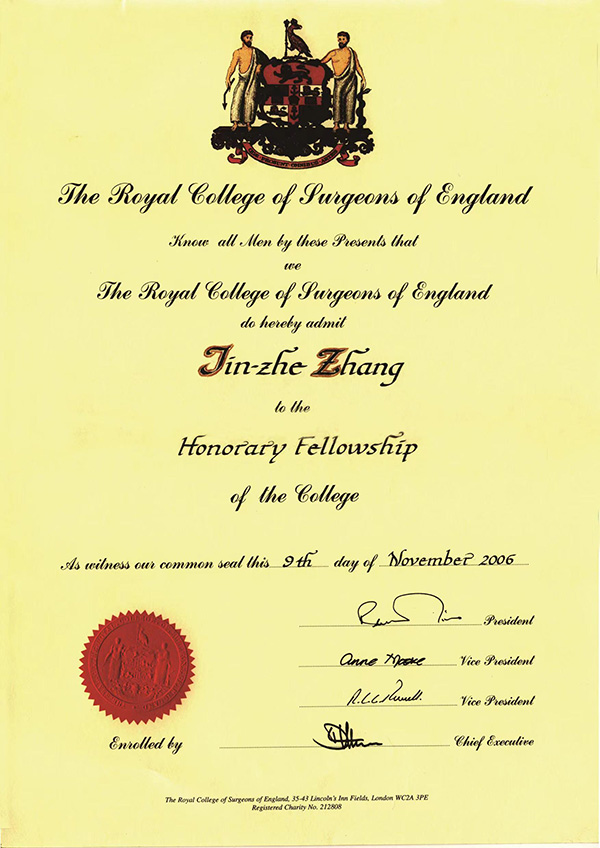 The Royal College of Surgeons of England
Know all Men by these Presents that
we
The Royal College of Surgeons of England
do hereby admit
Jin-zhe Zhang
to the
Honorary Fellowship
of the College
As witness our common seal this 9th day of November 2006
President
Anne Moore Vice President
Vice President
Enrolled by Chief Executive
The Royal College of Surgeons of England, 35-43 Lincoln's Inn Fields, London WC2A 3PE
Registered Charity No. 212808